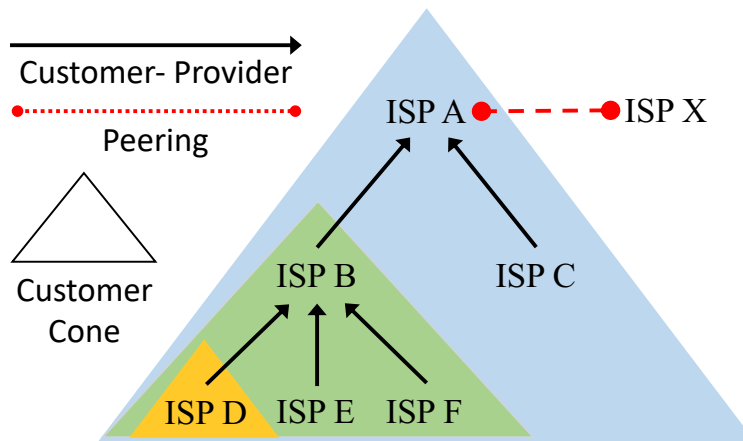 Customer- Provider
Peering
Customer
Cone
ISP A
ISP X
ISP B
ISP C
ISP D
ISP E
ISP F